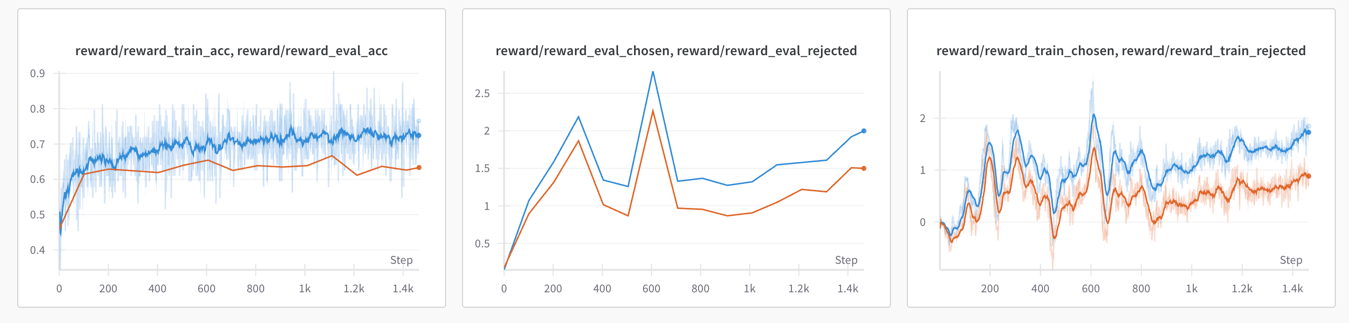 reward/reward_train_acc, reward/reward_eval_acc
0.9
0.8
0.7
0.6
0.5
0.4
Step
0 200 400 600 800 1k 1.2k 1.4k
reward/reward_eval_chosen, reward/reward_eval_rejected
2.5
2
1.5
1
0.5
Step
0 200 400 600 800 1k 1.2k 1.4k
reward/reward_train_chosen, reward/reward_train_rejected
2
1
0
Step
200 400 600 800 1k 1.2k 1.4k